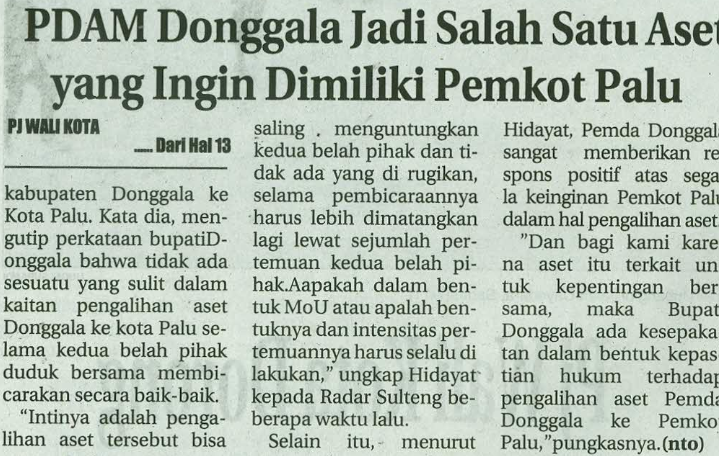 PDAM Donggala Jadi Salah Satu Aset
yang Ingin Dimiliki Pemkot Palu
PJ WALI KOTA
..... Dari Hal 13
kabupaten Donggala ke
Kota Palu. Kata dia, men-
gutip perkataan bupatiD-
onggala bahwa tidak ada
sesuatu yang sulit dalam
kaitan pengalihan aset
Donggala ke kota Palu se-
lama kedua belah pihak
duduk bersama membi-
carakan secara baik-baik.
"Intinya adalah penga-
lihan aset tersebut bisa
saling . menguntungkan
kedua belah pihak dan ti-
dak ada yang di rugikan,
selama pembicaraannya
harus lebih dimatangkan
lagi lewat sejumlah per-
temuan kedua belah pi-
hak.Aapakah dalam ben-
tuk MoU atau apalah ben-
tuknya dan intensitas per-
temuannya harus selalu di
lakukan," ungkap Hidayat
kepada Radar Sulteng be-
berapa waktu lalu.
Selain itu, menurut
Hidayat, Pemda Donggala
sangat memberikan re
spons positif atas sega
la keinginan Pemkot Palu
dalam hal pengalihan aset.
"Dan bagi kami kare
na aset itu terkait un
tuk kepentingan ber
sama, maka Bupat
Donggala ada kesepaka
tan dalam bentuk kepas
tian hukum terhadap
pengalihan aset Pemda
Donggala ke Pemko
Palu,"pungkasnya.(nto)